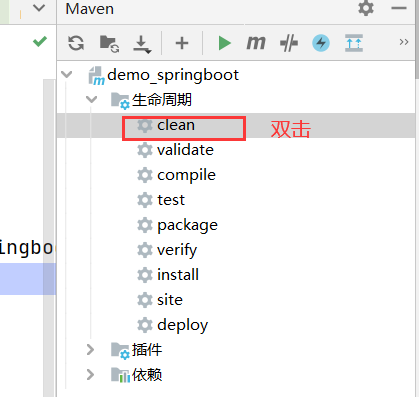 Maven
demo_springboot
生命周期
clean 双击
validate
compile
test
package
ingboo
verify
install
site
deploy
插件
依赖